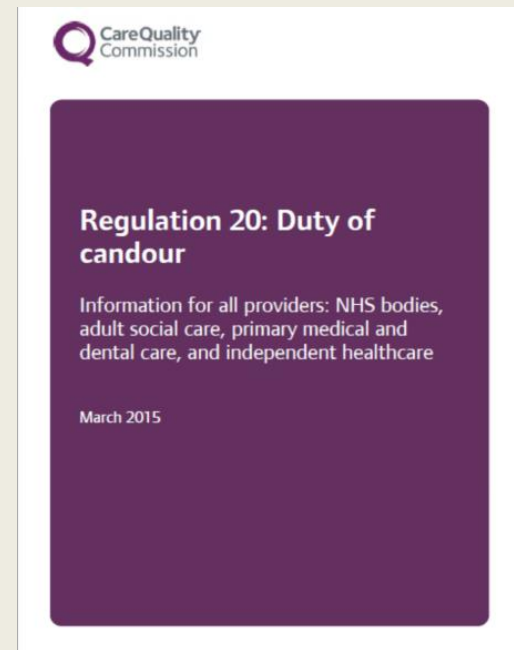 CareQuality
Commission
Regulation 20: Duty of
candour
Information for all providers: NHS bodies,
adult social care, primary medical and
dental care, and independent healthcare
March 2015